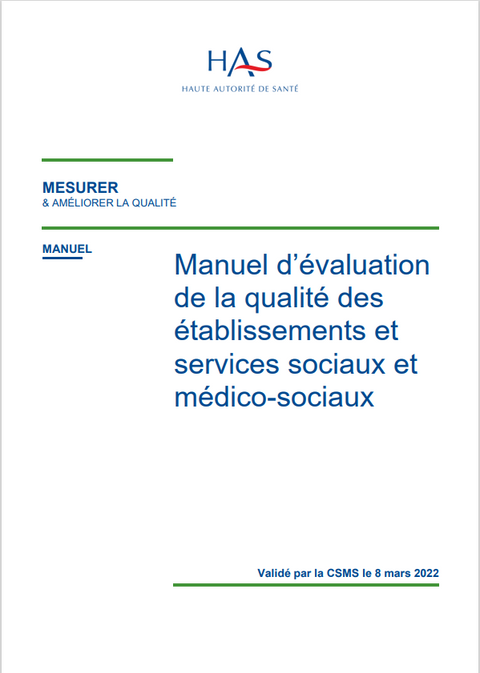 HAS
HAUTE AUTORITÉ DE SANTÉ
MESURER
& AMÉLIORER LA QUALITÉ
MANUEL
Manuel d’évaluation
de la qualité des
établissements et
services sociaux et
médico-sociaux
Validé par la CSMS le 8 mars 2022